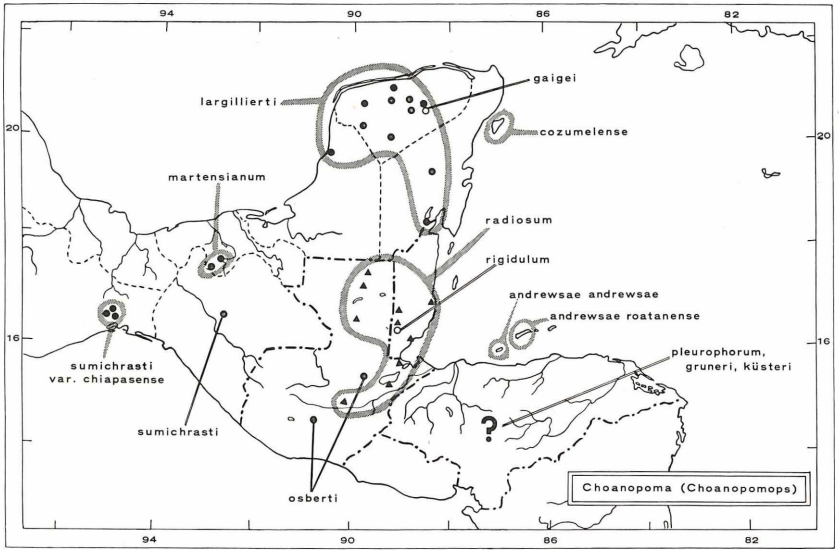 94
90
86
82
largillierti
gaigei
20
20
cozumelense
martensianum
radiosum
rigidulum
andrewsae andrewsae
andrewsae roatanense
16
16
sumichrasti
var. chiapasense
pleurophorum,
gruneri, küsteri
?
sumichrasti
osberti
Choanopoma (Choanopomops)
94
90
86
82